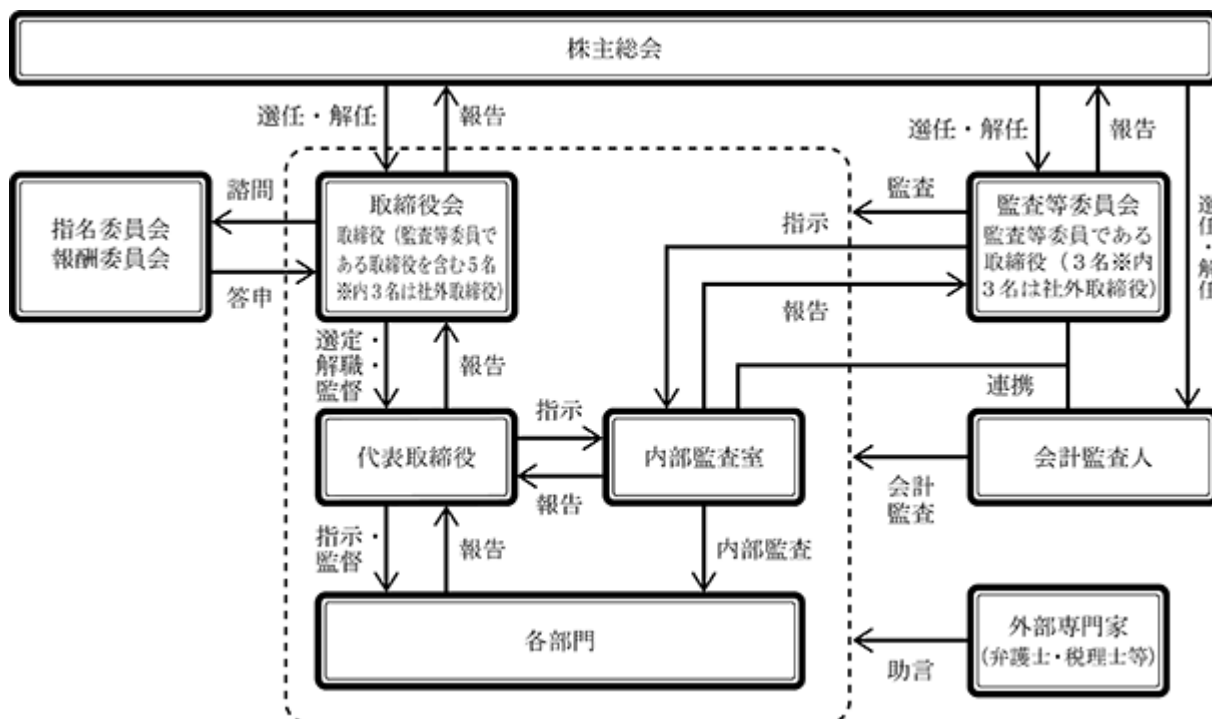 株主総会
選任・解任
報告
選任・解任
報告
選任・解任
指名委員会
報酬委員会
諮問
答申
取締役会
取締役(監査等委員で
ある取締役を含む5名
※内3名は社外取締役)
監査
指示
報告
監査等委員会
監査等委員である
取締役(3名※内
3名は社外取締役)
選定・
解職・
監督
報告
連携
代表取締役
指示
報告
内部監査室
会計
監査
会計監査人
指示・
監督
報告
内部監査
各部門
助言
外部専門家
(弁護士・税理士等)